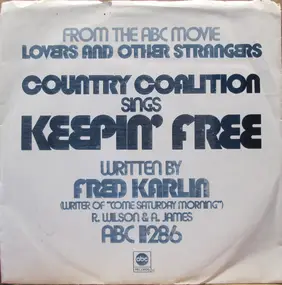 FROM THE ABC MOVIE
LOVERS AND OTHER STRANGERS
COUNTRY COALITION
SINGS
KEEPIN' FREE
WRITTEN BY
FRED KARLIN
(WRITER OF "COME SATURDAY MORNING")
R. WILSON & A. JAMES
ABC 11286
abc